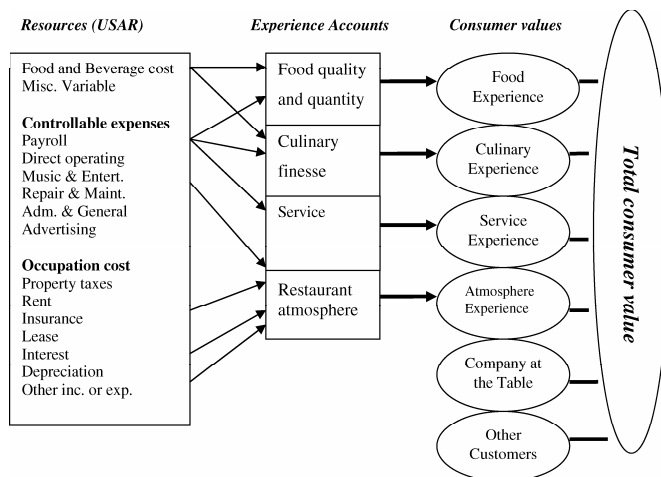 Resources (USAR)
Experience Accounts
Consumer values
Food and Beverage cost
Misc. Variable
Controllable expenses
Payroll
Direct operating
Music & Entert.
Repair & Maint.
Adm. & General
Advertising
Occupation cost
Property taxes
Rent
Insurance
Lease
Interest
Depreciation
Other inc. or exp.
Food quality
and quantity
Culinary
finesse
Service
Restaurant
atmosphere
Food
Experience
Culinary
Experience
Service
Experience
Atmosphere
Experience
Company at
the Table
Other
Customers
Total consumer value